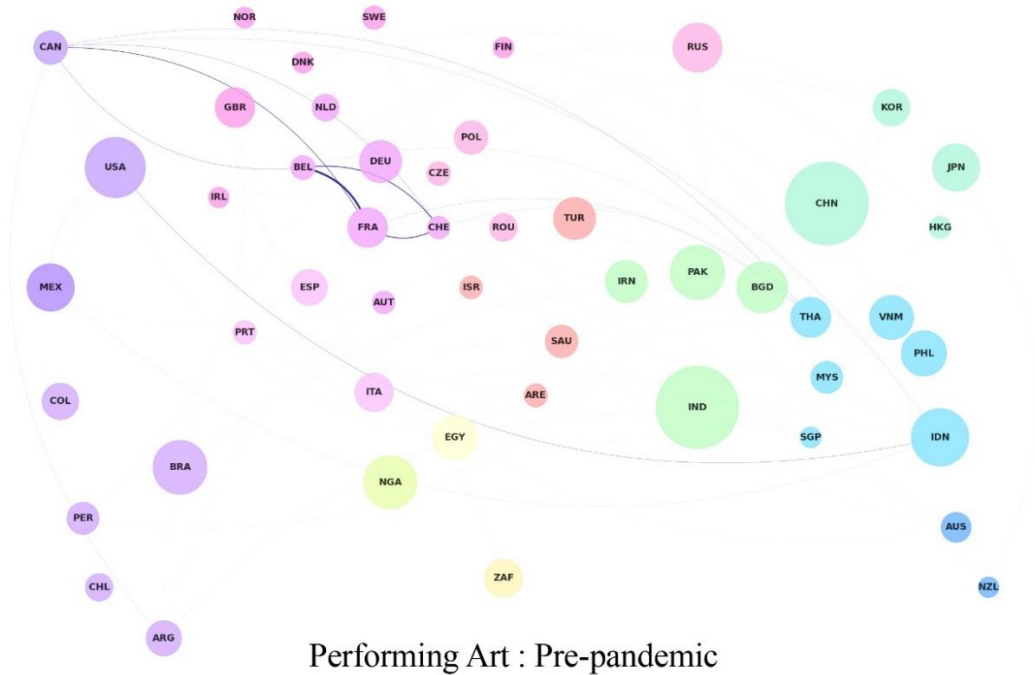 NOR
SWE
CAN
FIN
RUS
DNK
GBR
NLD
KOR
POL
USA
BEL
DEU
CZE
JPN
IRL
CHN
FRA
CHE
ROU
TUR
HKG
MEX
ESP
AUT
ISR
IRN
PAK
BGD
PRT
SAU
THA
VNM
PHL
COL
ITA
ARE
IND
MYS
BRA
EGY
SGP
IDN
NGA
PER
AUS
CHL
ZAF
NZL
ARG
Performing Art : Pre-pandemic